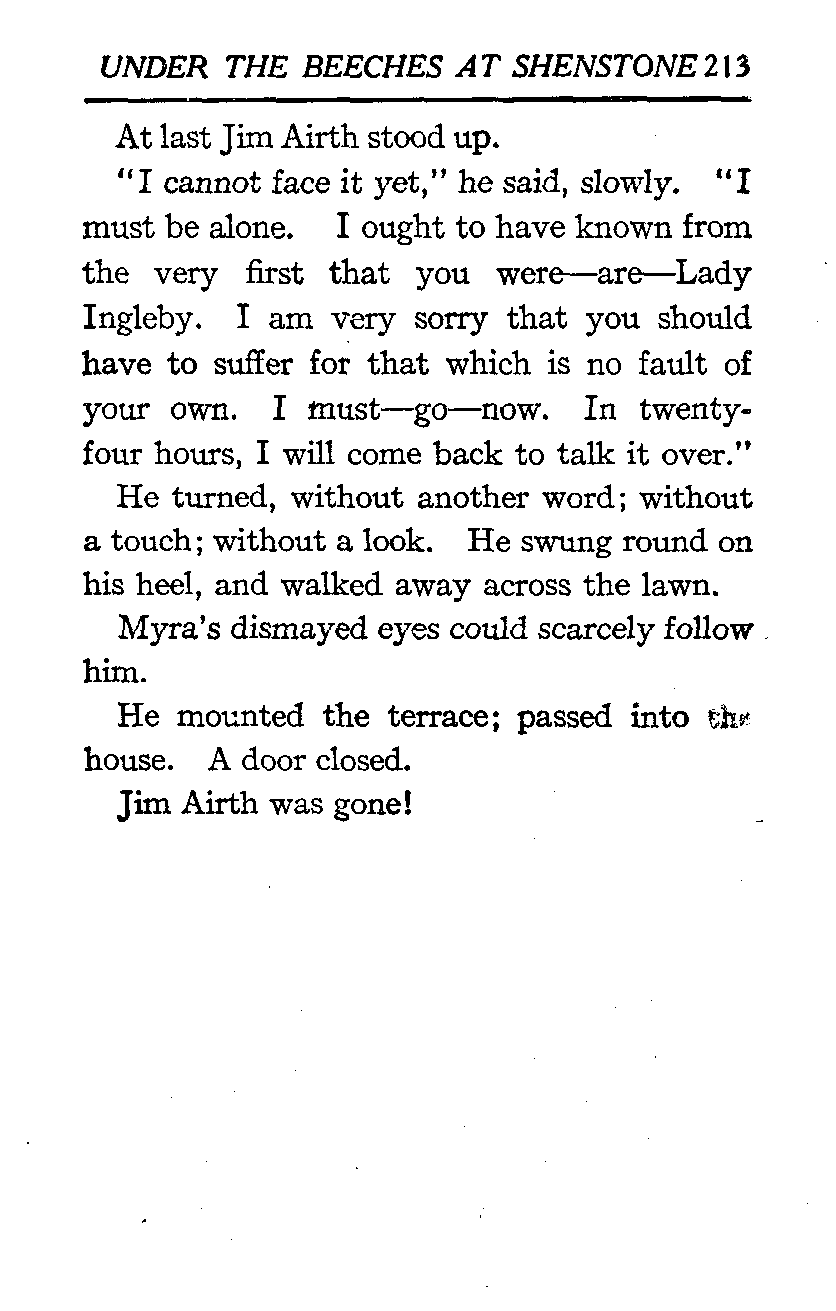 UNDER THE BEECHES AT SHENSTONE 213
At last Jim Airth stood up.
"I cannot face it yet," he said, slowly. "I
must be alone. I ought to have known from
the very first that you were—are—Lady
Ingleby. I am very sorry that you should
have to suffer for that which is no fault of
your own. I must—go—now. In twenty-
four hours, I will come back to talk it over."
He turned, without another word; without
a touch; without a look. He swung round on
his heel, and walked away across the lawn.
Myra's dismayed eyes could scarcely follow
him.
He mounted the terrace; passed into the
house. A door closed.
Jim Airth was gone!